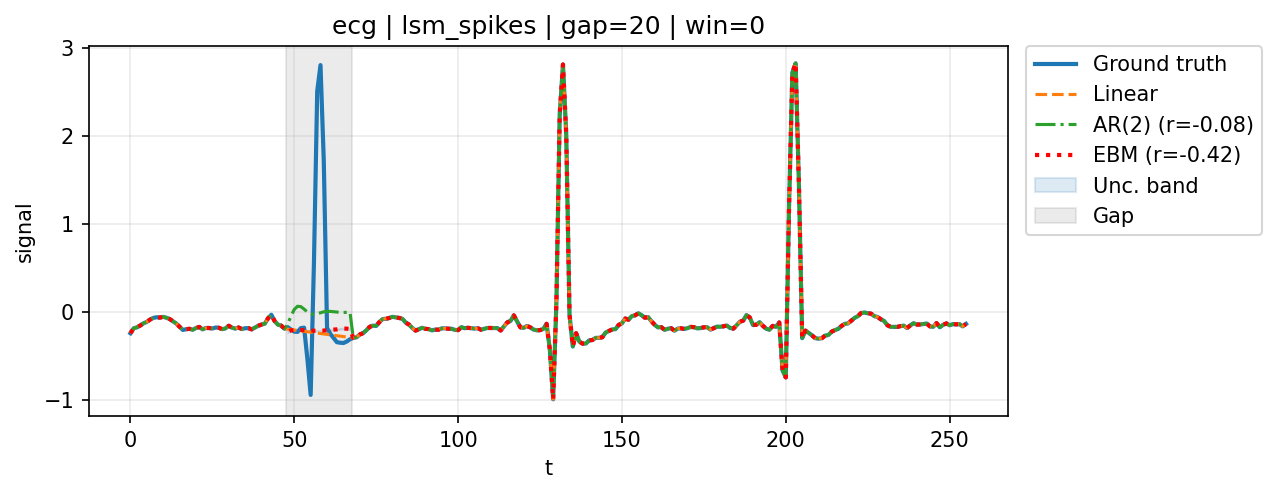 ecg | lsm_spikes | gap=20 | win=0
3
2
1
0
−1
signal
0
50
100
150
200
250
t
Ground truth
Linear
AR(2) (r=-0.08)
EBM (r=-0.42)
Unc. band
Gap